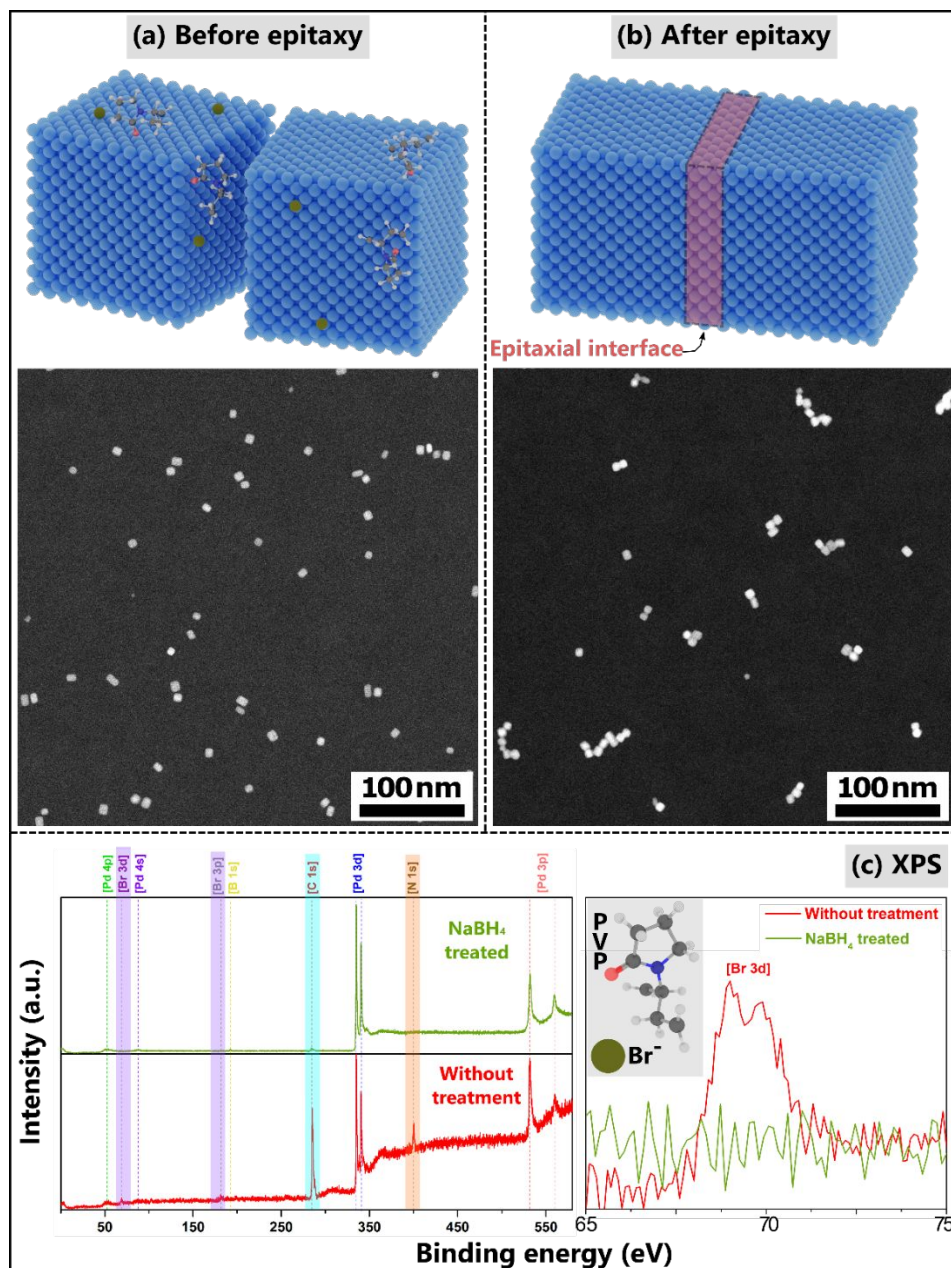 (a) Before epitaxy
(b) After epitaxy
Epitaxial interface
100 nm
100 nm
(c) XPS
[Pd 4p]
[Br 3d]
[Pd 4s]
[Br 3p]
[B 1s]
[C 1s]
[Pd 3d]
[N 1s]
[Pd 3p]
NaBH₄
treated
Without
treatment
Intensity (a.u.)
50
150
250
350
450
550
P
V
P
Br⁻
Without treatment
NaBH₄ treated
[Br 3d]
65
70
75
Binding energy (eV)